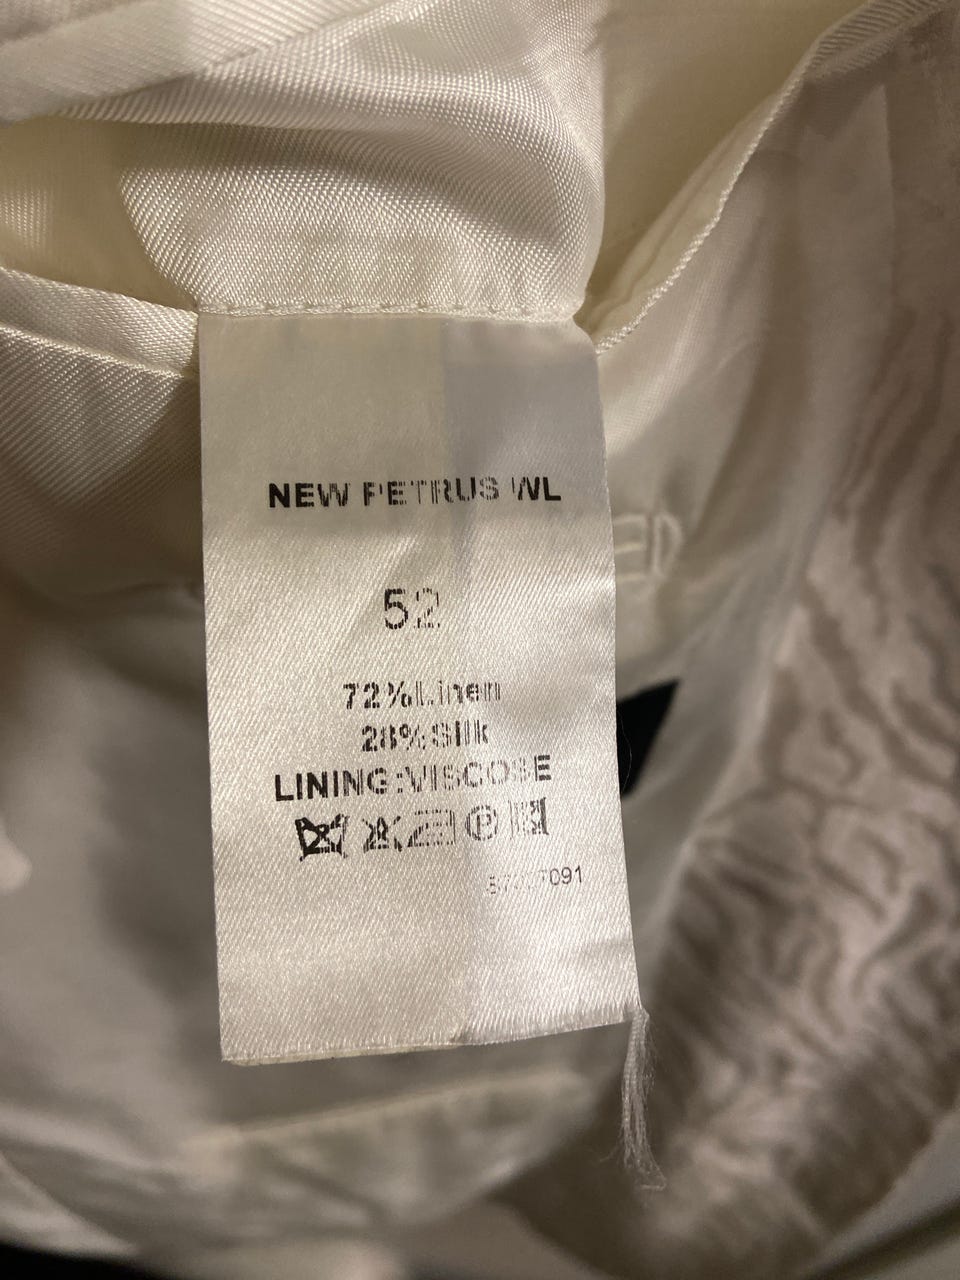 NEW PETRUS WL
52
72%Linen
28%Silk
LINING:VISCOSE
P